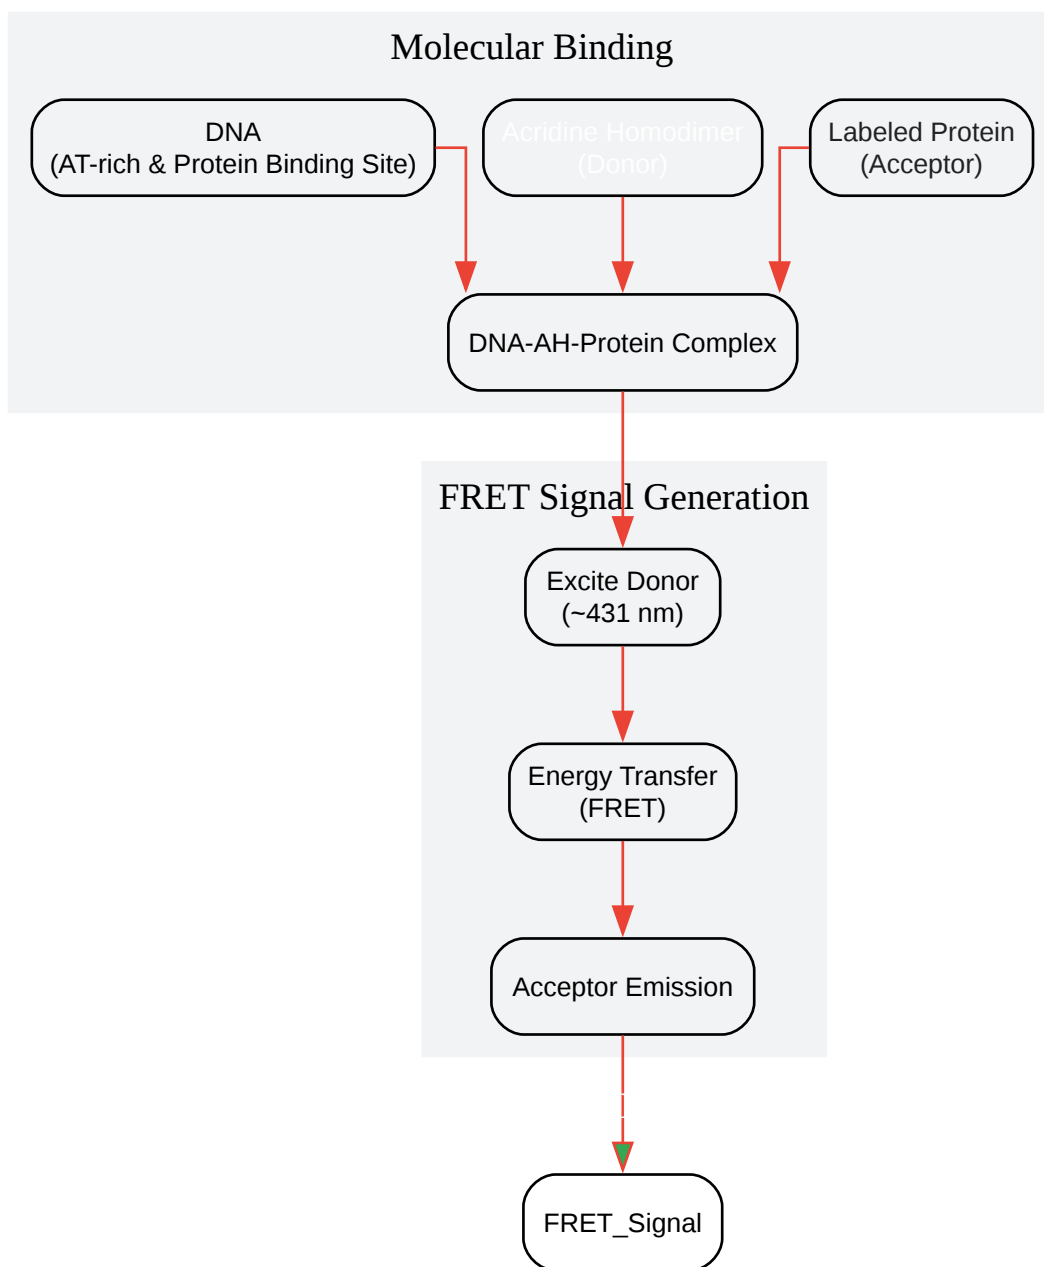 Molecular Binding
DNA
(AT-rich & Protein Binding Site)
Acridine Homodimer
(Donor)
Labeled Protein
(Acceptor)
DNA-AH-Protein Complex
FRET Signal Generation
Excite Donor
(~431 nm)
Energy Transfer
(FRET)
Acceptor Emission
FRET_Signal